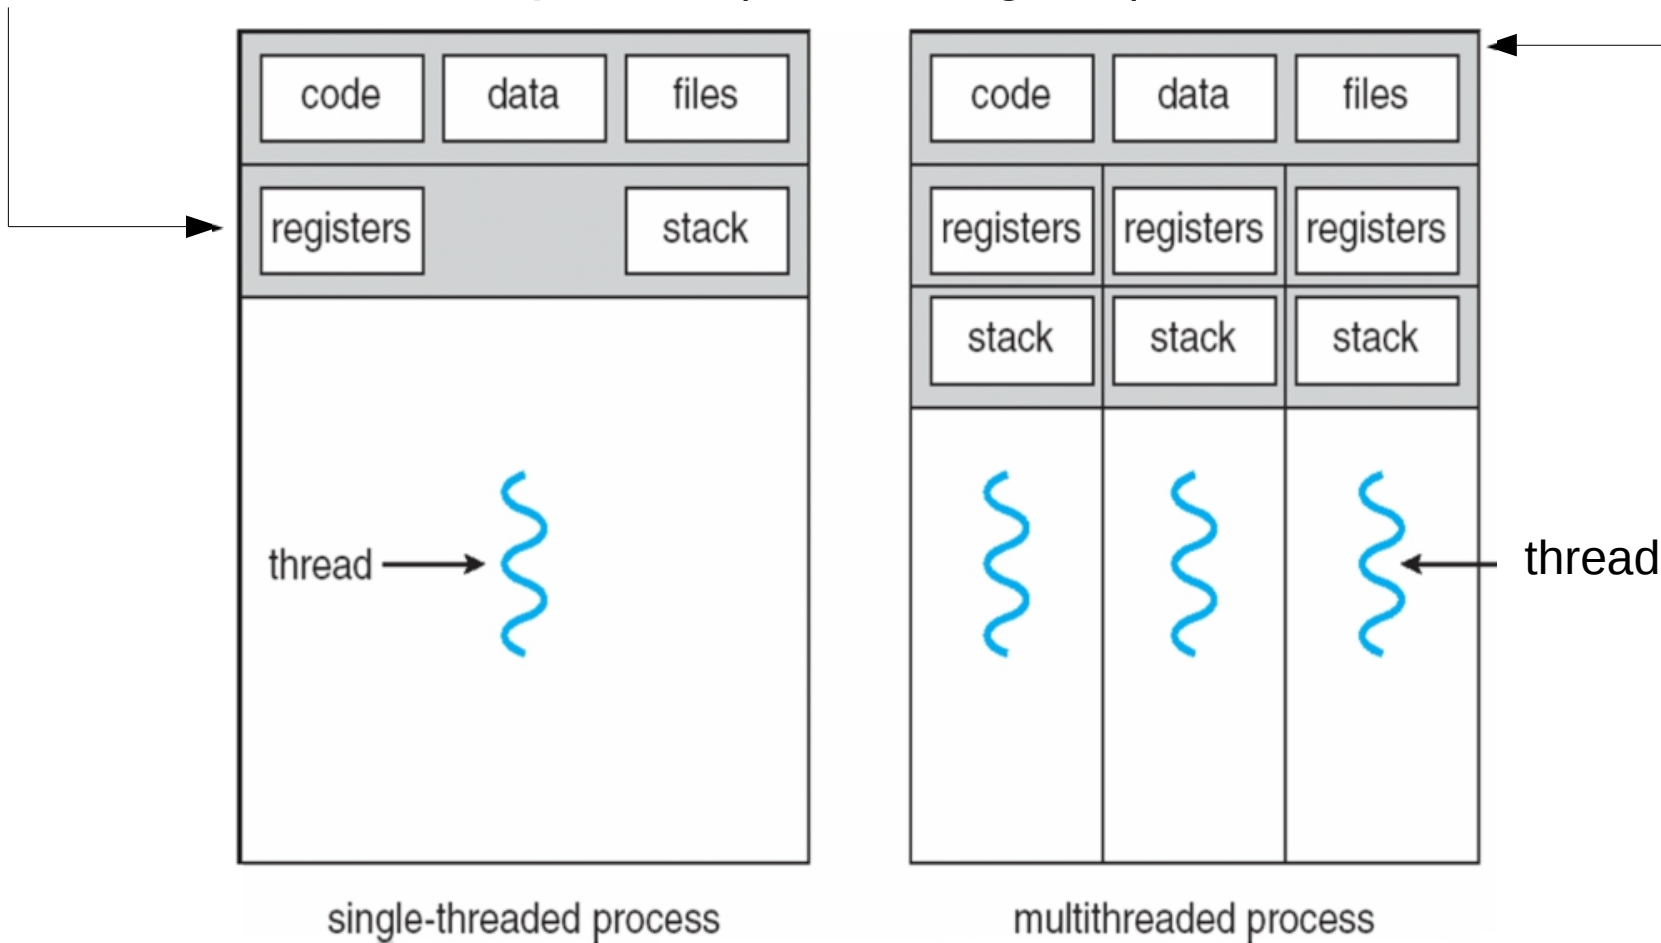 code data files
registers stack
thread
single-threaded process
code data files
registers registers registers
stack stack stack
thread
multithreaded process